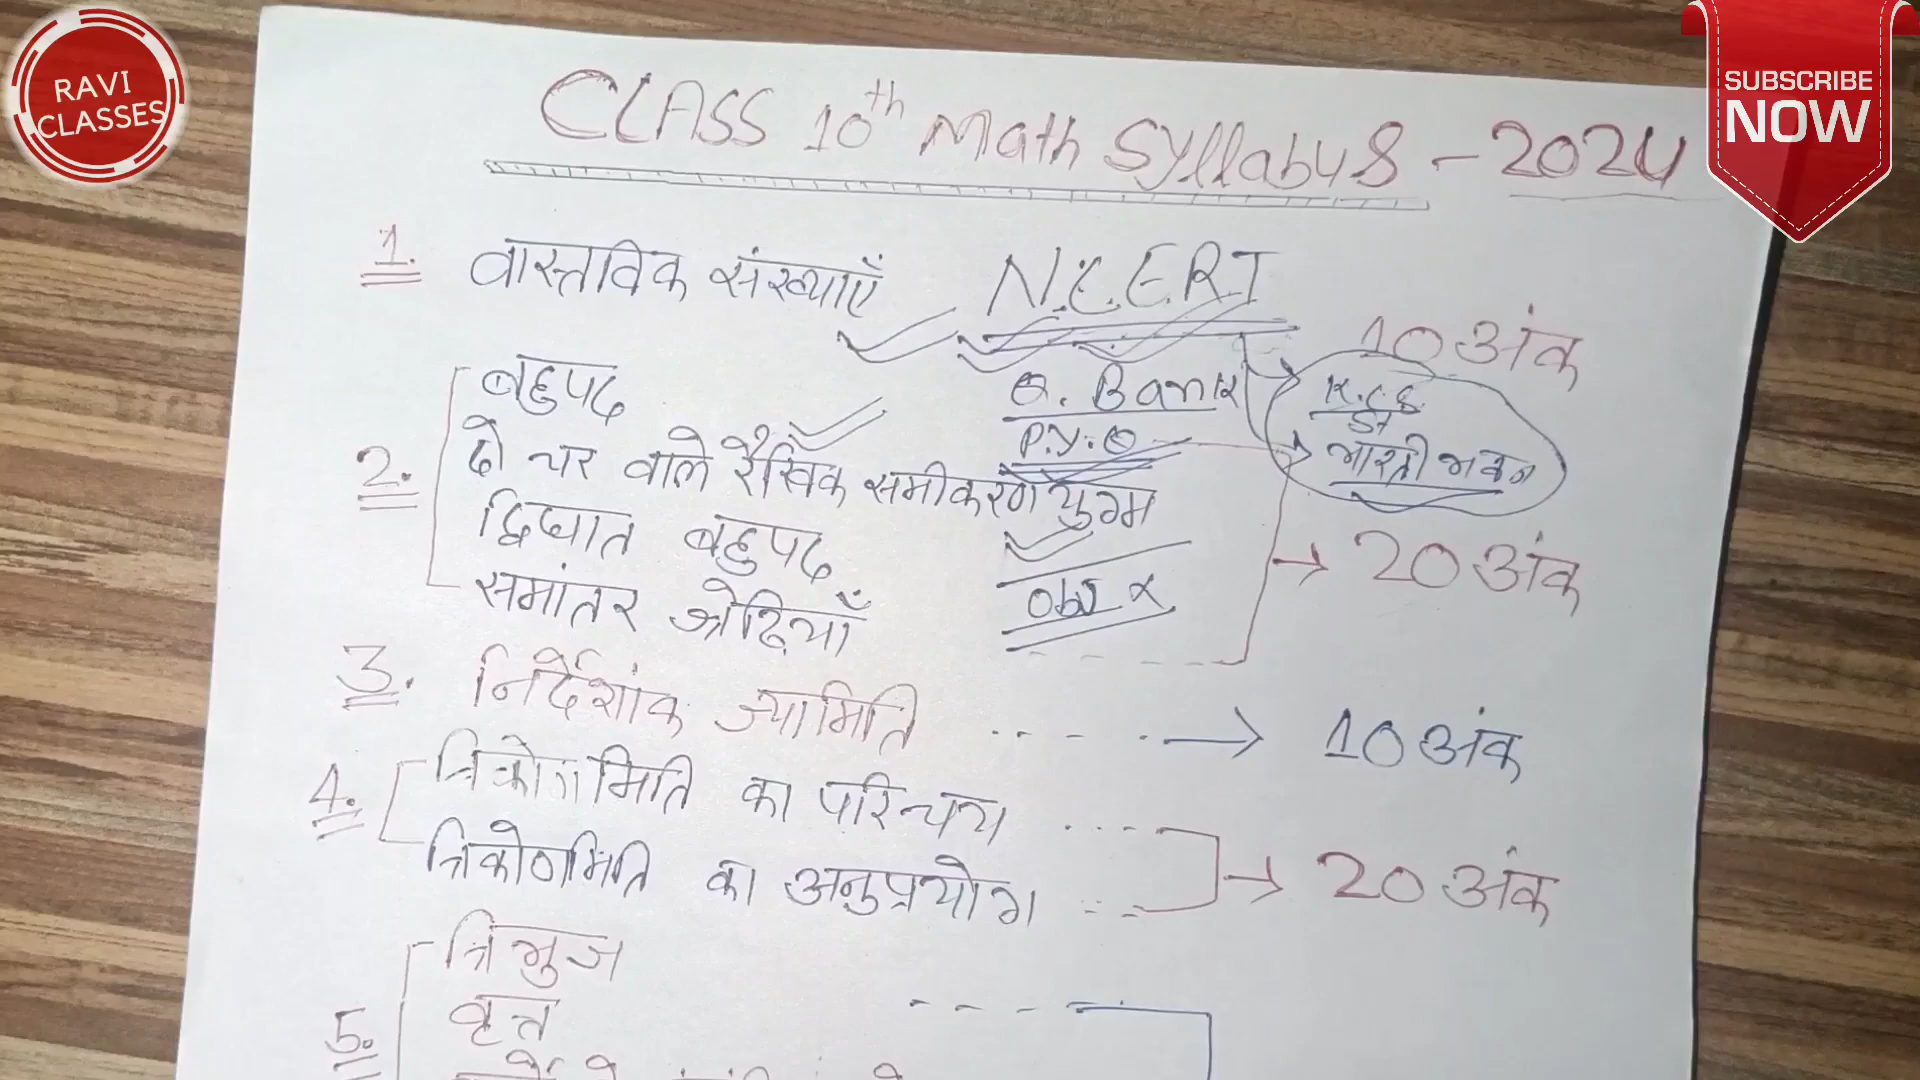 RAVI
CLASSES
SUBSCRIBE
NOW
CLASS 10th Math Syllabus - 2024
1. वास्तविक संख्याएँ N.C.E.R.T
10 अंक
2. बहुपद
Q. Bank
P.Y.Q
भारती भवन
दो चर वाले रैखिक समीकरण युग्म
द्विघात बहुपद
→ 20 अंक
समांतर श्रेढ़ियाँ
3. निर्देशांक ज्यामिति ---→ 10 अंक
4. त्रिकोणमिति का परिचय ---
→ 20 अंक
त्रिकोणमिति का अनुप्रयोग ---
5. त्रिभुज
वृत्त ---